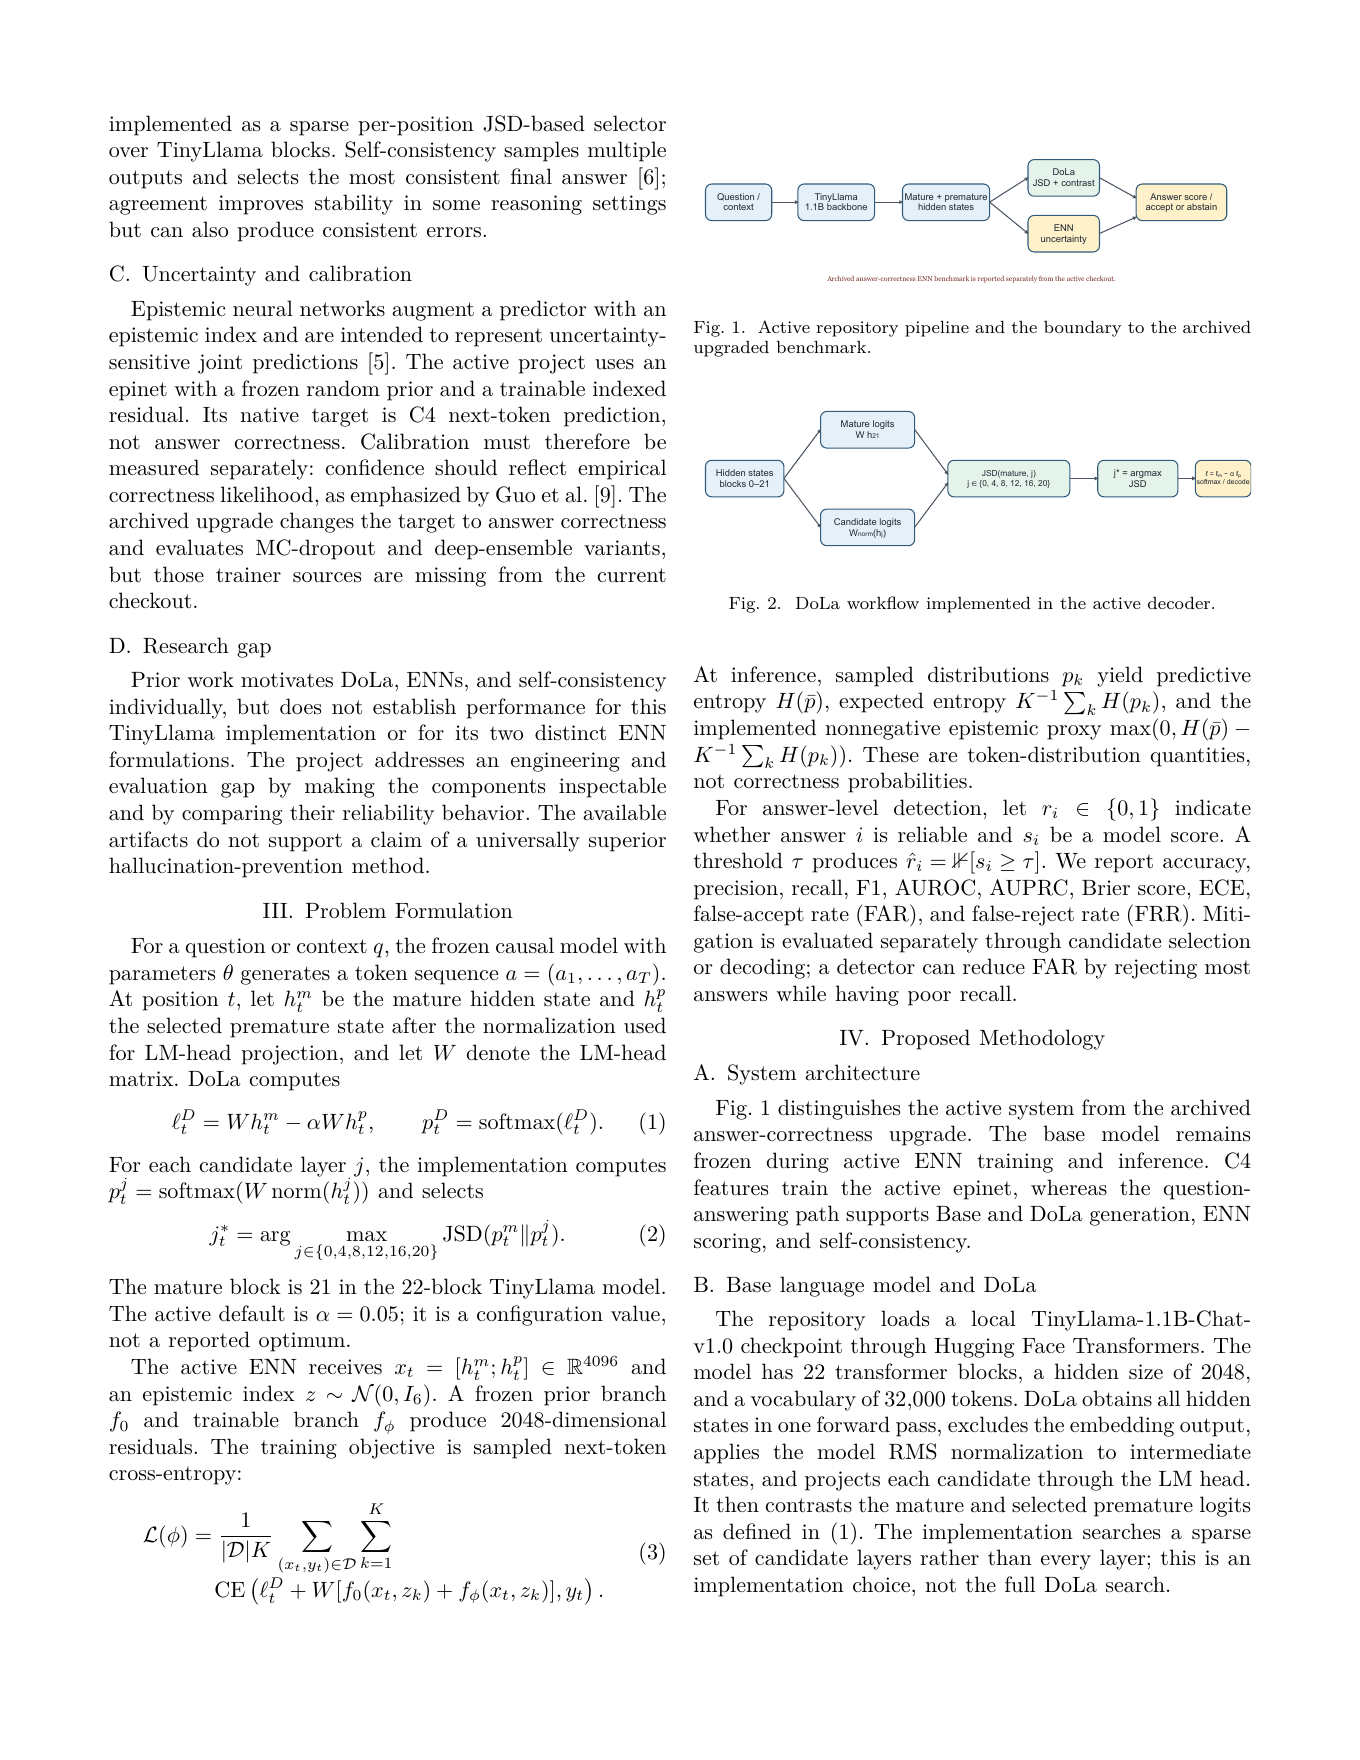 implemented as a sparse per-position JSD-based selector
over TinyLlama blocks. Self-consistency samples multiple
outputs and selects the most consistent final answer [6];
agreement improves stability in some reasoning settings
but can also produce consistent errors.
C. Uncertainty and calibration
Epistemic neural networks augment a predictor with an
epistemic index and are intended to represent uncertainty-
sensitive joint predictions [5]. The active project uses an
epinet with a frozen random prior and a trainable indexed
residual. Its native target is C4 next-token prediction,
not answer correctness. Calibration must therefore be
measured separately: confidence should reflect empirical
correctness likelihood, as emphasized by Guo et al. [9]. The
archived upgrade changes the target to answer correctness
and evaluates MC-dropout and deep-ensemble variants,
but those trainer sources are missing from the current
checkout.
D. Research gap
Prior work motivates DoLa, ENNs, and self-consistency
individually, but does not establish performance for this
TinyLlama implementation or for its two distinct ENN
formulations. The project addresses an engineering and
evaluation gap by making the components inspectable
and by comparing their reliability behavior. The available
artifacts do not support a claim of a universally superior
hallucination-prevention method.
III. Problem Formulation
For a question or context q, the frozen causal model with
parameters θ generates a token sequence a = (a₁, . . . , a_T).
At position t, let h_t^m be the mature hidden state and h_t^p
the selected premature state after the normalization used
for LM-head projection, and let W denote the LM-head
matrix. DoLa computes
ℓ_t^D = W h_t^m − αW h_t^p, p_t^D = softmax(ℓ_t^D). (1)
For each candidate layer j, the implementation computes
p_t^j = softmax(W norm(h_t^j)) and selects
j_t^* = arg max_{j∈{0,4,8,12,16,20}} JSD(p_t^m ∥ p_t^j). (2)
The mature block is 21 in the 22-block TinyLlama model.
The active default is α = 0.05; it is a configuration value,
not a reported optimum.
The active ENN receives x_t = [h_t^m; h_t^p] ∈ ℝ^4096 and
an epistemic index z ∼ 𝒩(0, I₆). A frozen prior branch
f₀ and trainable branch f_ϕ produce 2048-dimensional
residuals. The training objective is sampled next-token
cross-entropy:
ℒ(ϕ) = 1/(|𝒟|K) ∑_{(x_t,y_t)∈𝒟} ∑_{k=1}^K (3)
CE (ℓ_t^D + W[f₀(x_t, z_k) + f_ϕ(x_t, z_k)], y_t) .
Question /
context
TinyLlama
1.1B backbone
Mature + premature
hidden states
DoLa
JSD + contrast
ENN
uncertainty
Answer score /
accept or abstain
Archived answer-correctness ENN benchmark is reported separately from the active checkout.
Fig. 1. Active repository pipeline and the boundary to the archived
upgraded benchmark.
Hidden states
blocks 0–21
Mature logits
W h₂₁
Candidate logits
W_norm(h_j)
JSD(mature, j)
j ∈ {0, 4, 8, 12, 16, 20}
j* = argmax
JSD
ℓ = ℓ_m − α ℓ_p
softmax / decode
Fig. 2. DoLa workflow implemented in the active decoder.
At inference, sampled distributions p_k yield predictive
entropy H(p̄), expected entropy K⁻¹ ∑_k H(p_k), and the
implemented nonnegative epistemic proxy max(0, H(p̄) −
K⁻¹ ∑_k H(p_k)). These are token-distribution quantities,
not correctness probabilities.
For answer-level detection, let r_i ∈ {0, 1} indicate
whether answer i is reliable and s_i be a model score. A
threshold τ produces r̂_i = ⊮[s_i ≥ τ]. We report accuracy,
precision, recall, F1, AUROC, AUPRC, Brier score, ECE,
false-accept rate (FAR), and false-reject rate (FRR). Miti-
gation is evaluated separately through candidate selection
or decoding; a detector can reduce FAR by rejecting most
answers while having poor recall.
IV. Proposed Methodology
A. System architecture
Fig. 1 distinguishes the active system from the archived
answer-correctness upgrade. The base model remains
frozen during active ENN training and inference. C4
features train the active epinet, whereas the question-
answering path supports Base and DoLa generation, ENN
scoring, and self-consistency.
B. Base language model and DoLa
The repository loads a local TinyLlama-1.1B-Chat-
v1.0 checkpoint through Hugging Face Transformers. The
model has 22 transformer blocks, a hidden size of 2048,
and a vocabulary of 32,000 tokens. DoLa obtains all hidden
states in one forward pass, excludes the embedding output,
applies the model RMS normalization to intermediate
states, and projects each candidate through the LM head.
It then contrasts the mature and selected premature logits
as defined in (1). The implementation searches a sparse
set of candidate layers rather than every layer; this is an
implementation choice, not the full DoLa search.